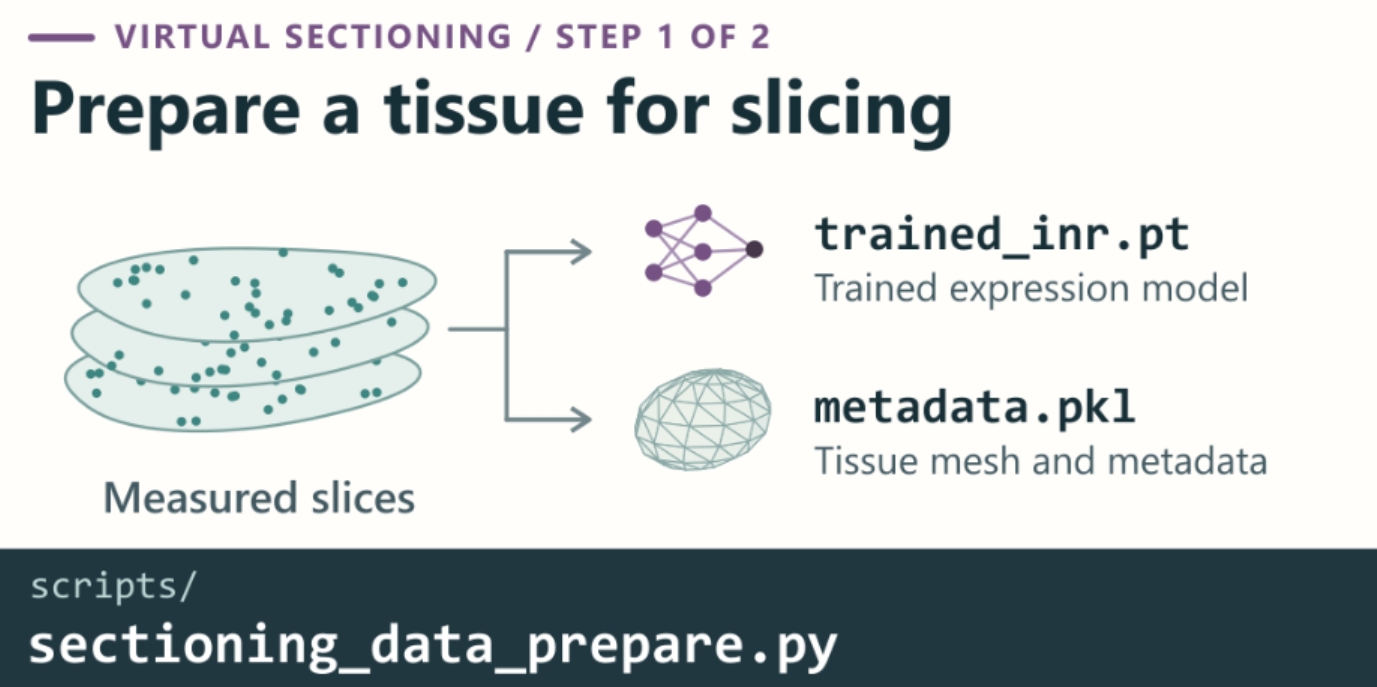 VIRTUAL SECTIONING / STEP 1 OF 2
Prepare a tissue for slicing
trained_inr.pt
Trained expression model
metadata.pkl
Tissue mesh and metadata
Measured slices
scripts/
sectioning_data_prepare.py